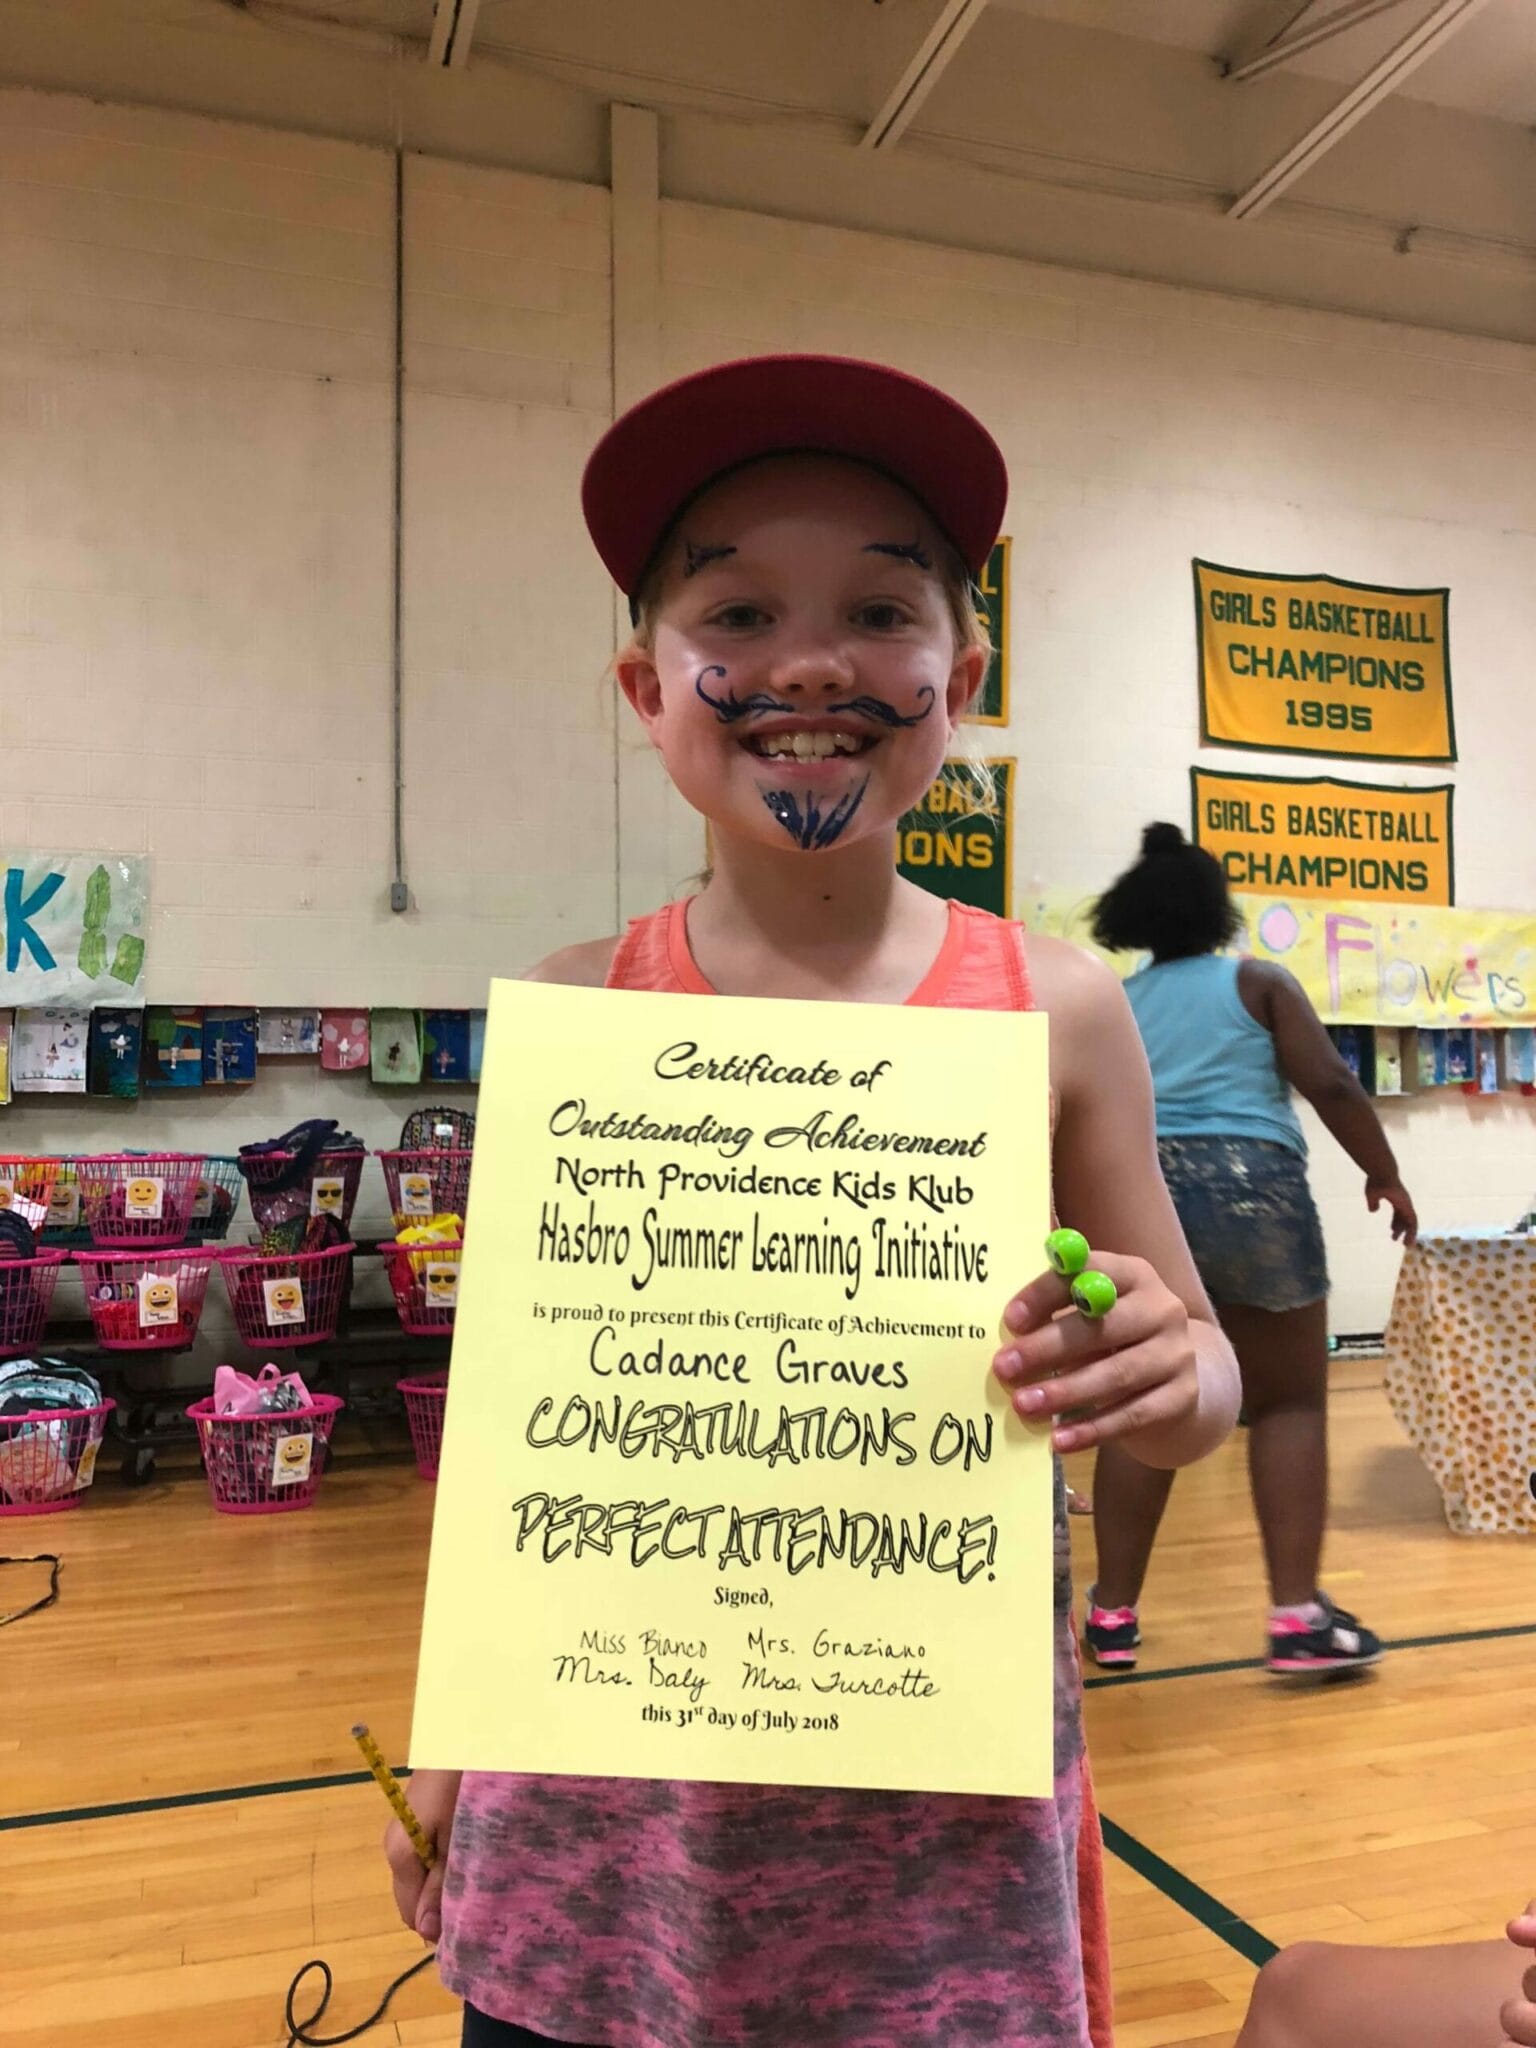 Certificate of
Outstanding Achievement
North Providence Kids Klub
Hasbro Summer Learning Initiative
is proud to present this Certificate of Achievement to
Cadance Graves
CONGRATULATIONS ON
PERFECT ATTENDANCE!
Signed,
Miss Bianco Mrs. Graziano
Mrs. Daly Mrs. Turcotte
this 31st day of July 2018
GIRLS BASKETBALL
CHAMPIONS
1995
GIRLS BASKETBALL
CHAMPIONS
Flowers
K!